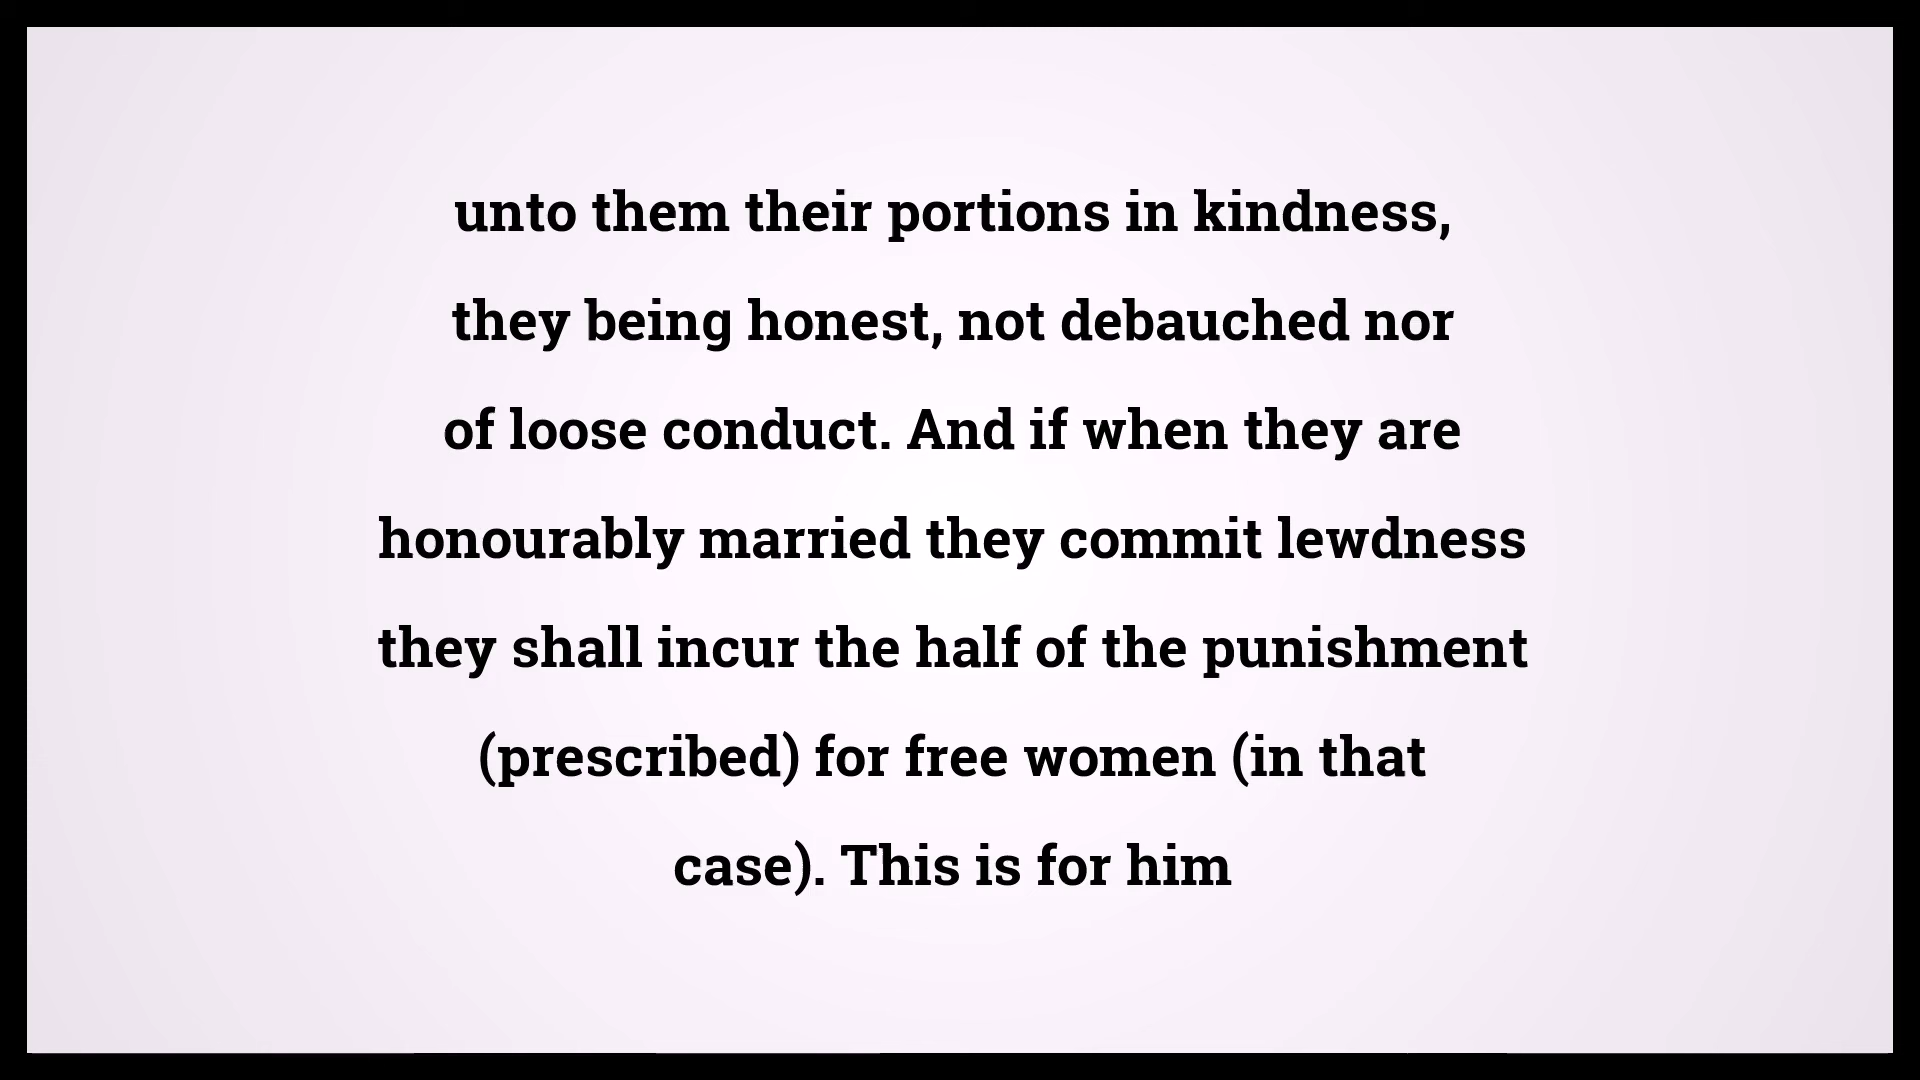 unto them their portions in kindness,
they being honest, not debauched nor
of loose conduct. And if when they are
honourably married they commit lewdness
they shall incur the half of the punishment
(prescribed) for free women (in that
case). This is for him